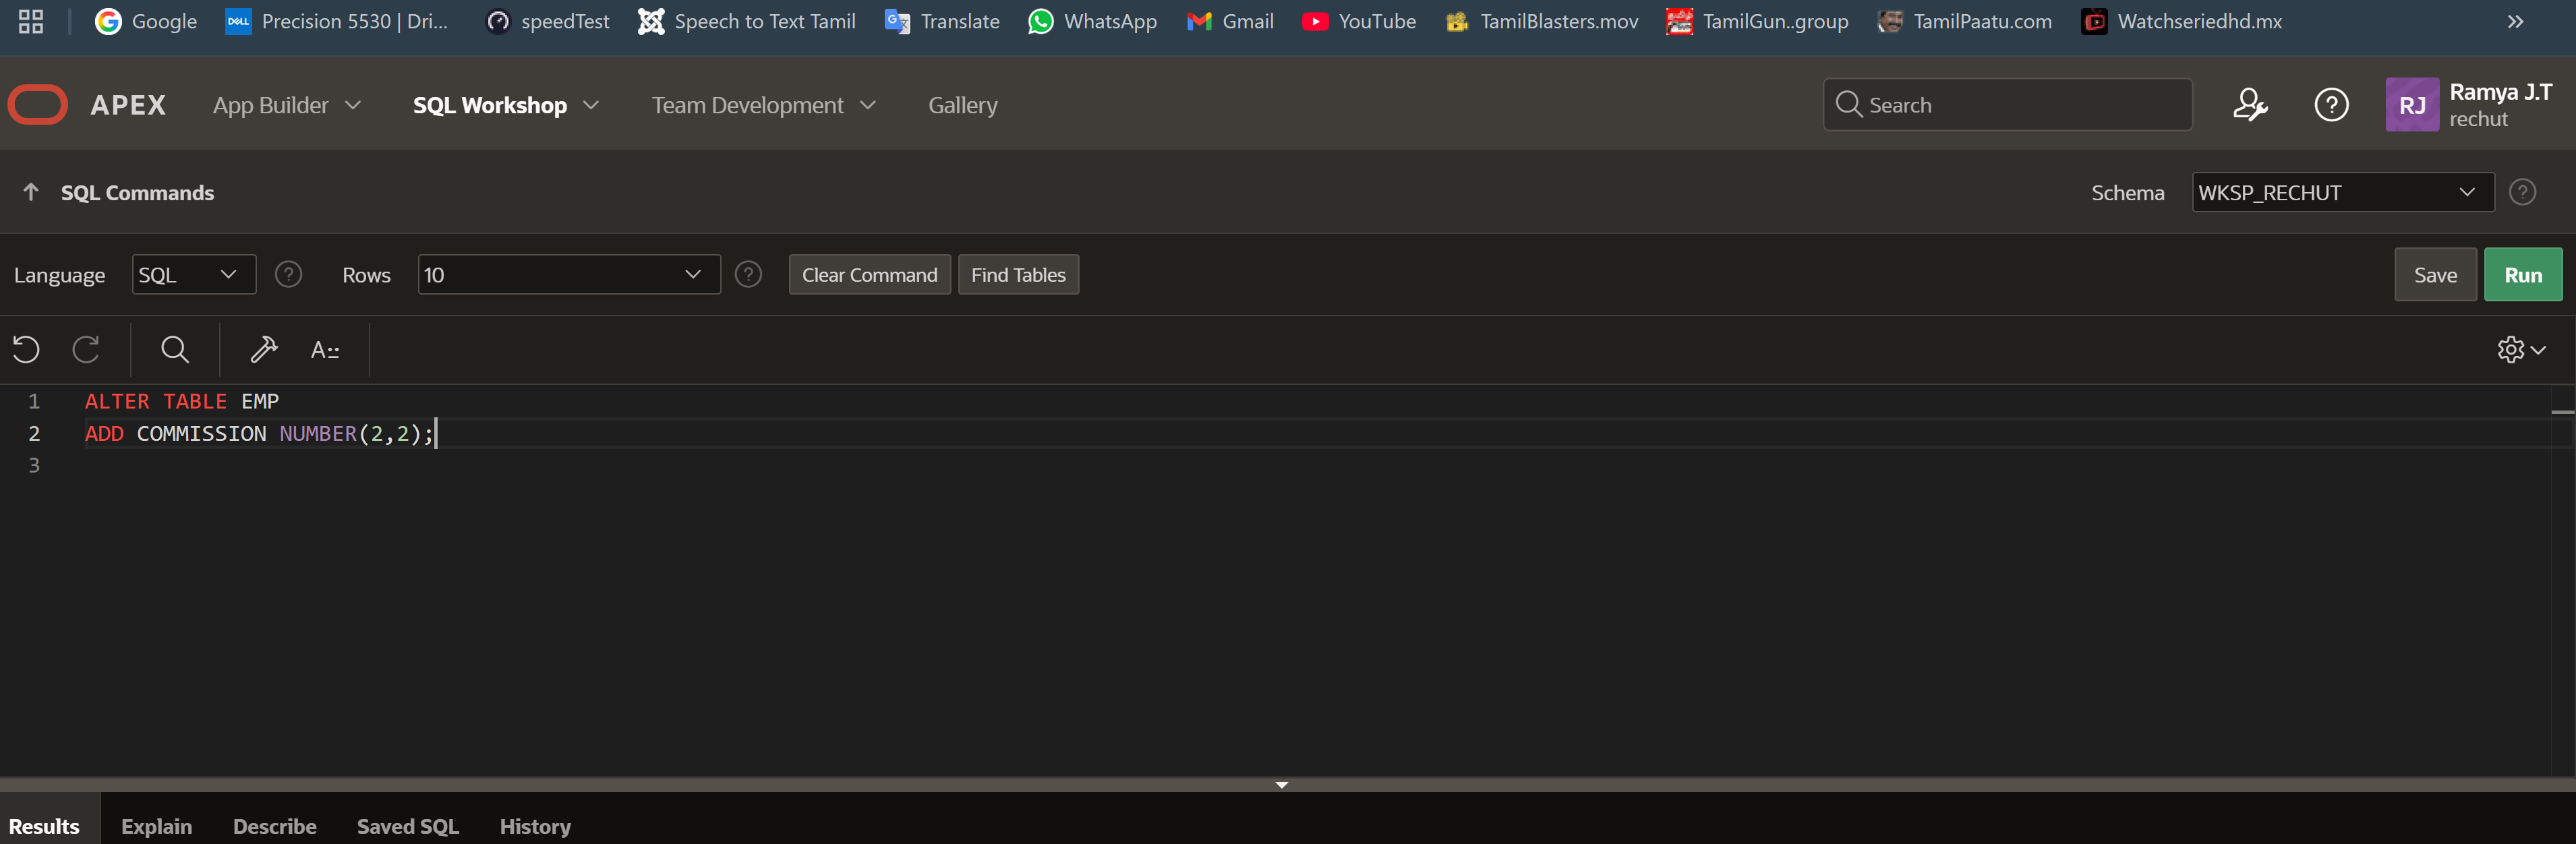 Google Precision 5530 | Dri... speedTest Speech to Text Tamil Translate WhatsApp Gmail YouTube TamilBlasters.mov TamilGun..group TamilPaatu.com Watchseriedhd.mx »
APEX App Builder SQL Workshop Team Development Gallery Search ? RJ Ramya J.T
rechut
SQL Commands Schema WKSP_RECHUT ?
Language SQL ? Rows 10 ? Clear Command Find Tables Save Run
A::
1 ALTER TABLE EMP
2 ADD COMMISSION NUMBER(2,2);
3
Results Explain Describe Saved SQL History